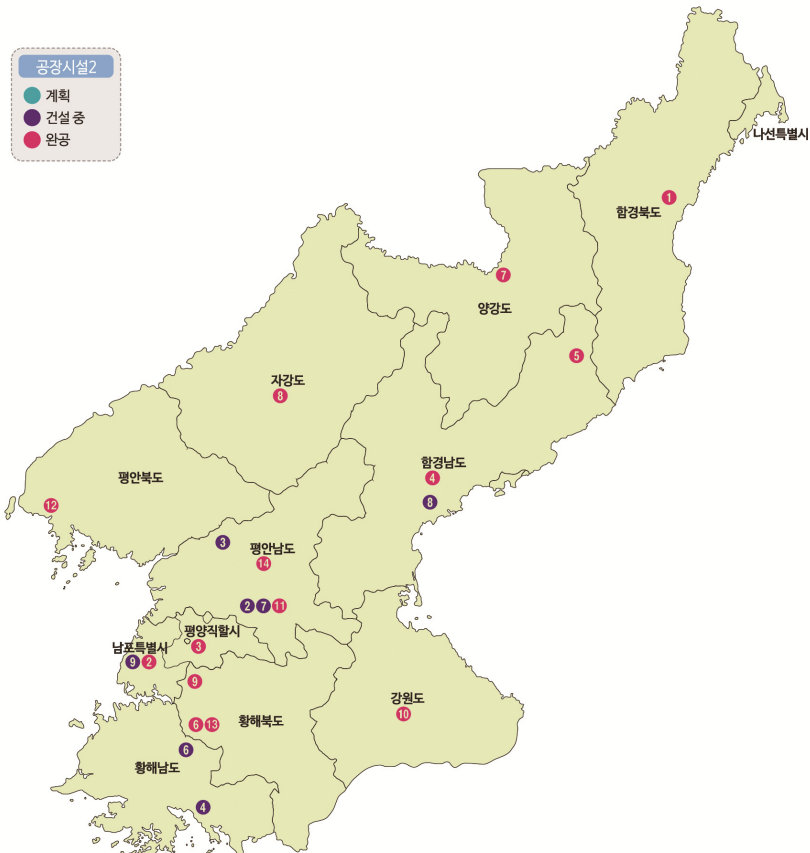 공장시설2
계획
건설 중
완공
나선특별시
1
함경북도
7
양강도
5
자강도
8
함경남도
4
평안북도
12
8
3
평안남도
14
2 7 11
평양직할시
남포특별시
3
9 2
9
강원도
10
황해북도
6 13
6
황해남도
4